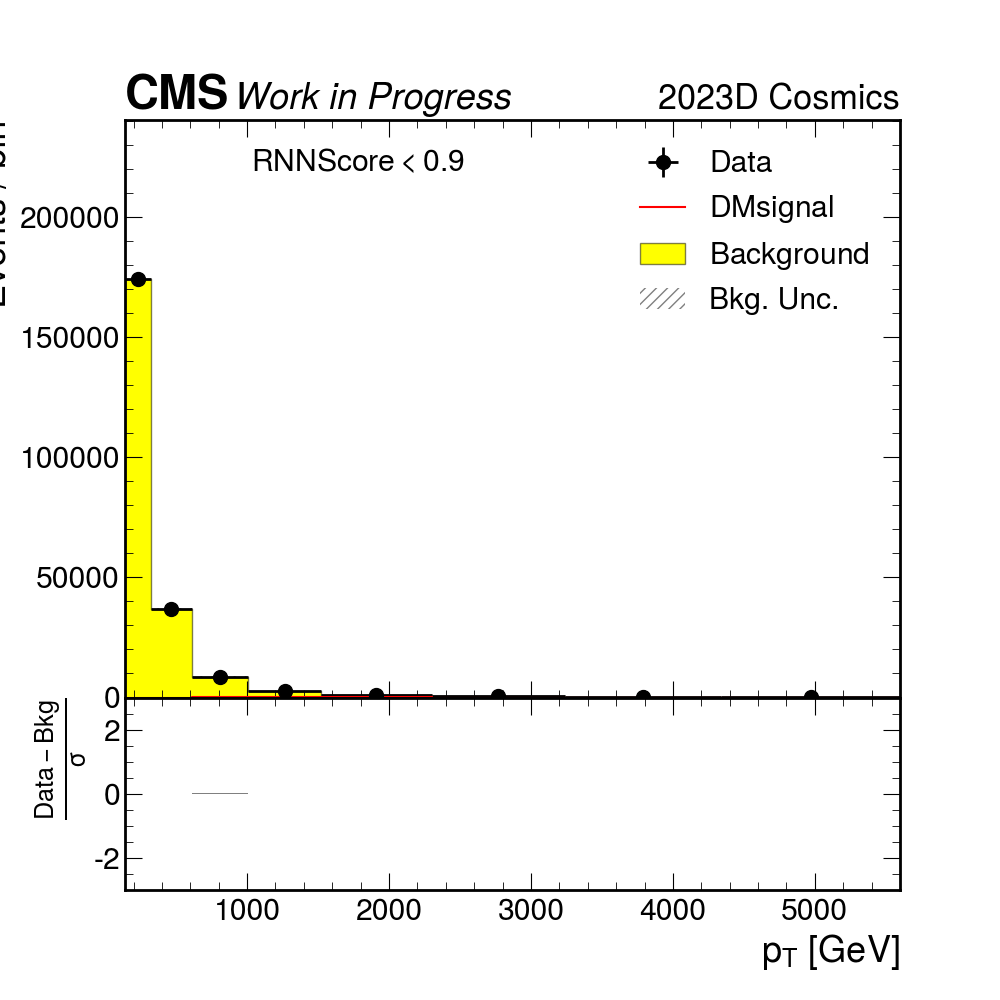 CMS Work in Progress 2023D Cosmics
RNNScore < 0.9
Data
DMsignal
Background
Bkg. Unc.
200000
150000
100000
50000
0
Data − Bkg
σ
2
0
-2
1000 2000 3000 4000 5000
p_T [GeV]